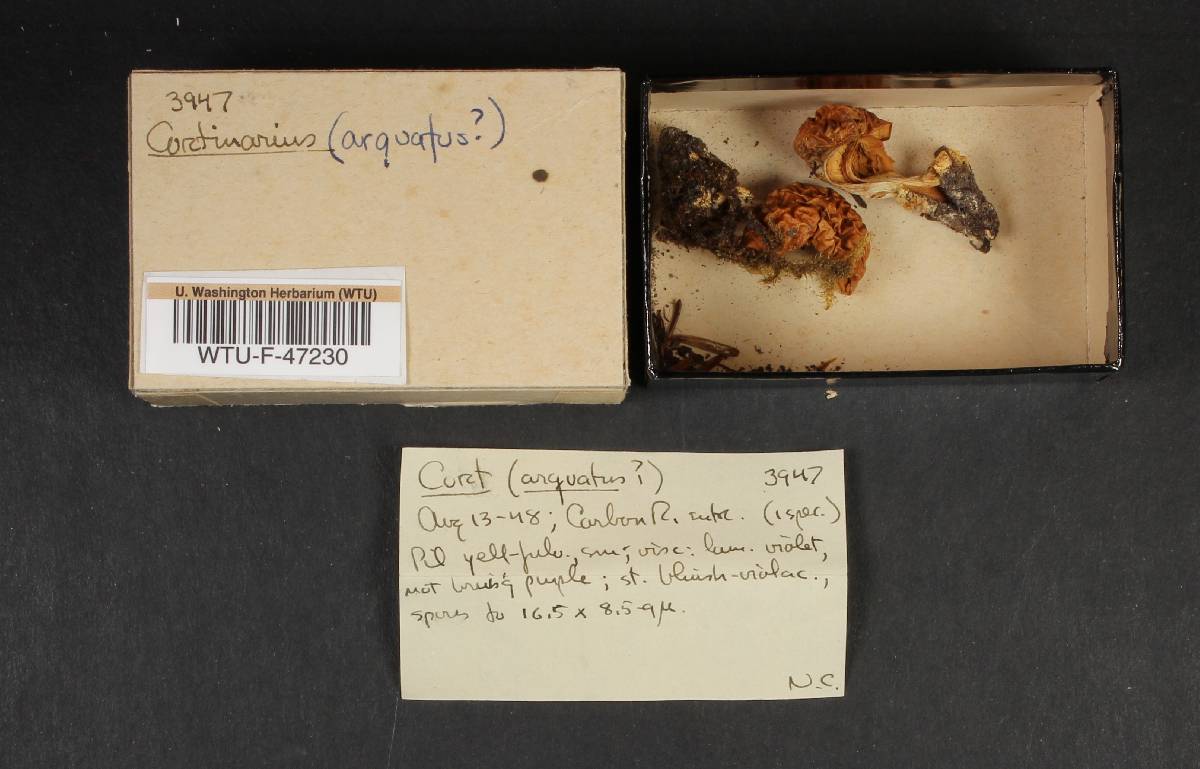 3947
Cortinarius (arquatus?)
U. Washington Herbarium (WTU)
WTU-F-47230
Cort (arquatus?) 3947
Aug 13-48; Carbon R. entr. (1 spec.)
Pil yell-fulv., sm; visc: lam. violet,
not bruis'g purple; st. bluish-violac.,
spores to 16.5 x 8.5-9µ.
N.C.